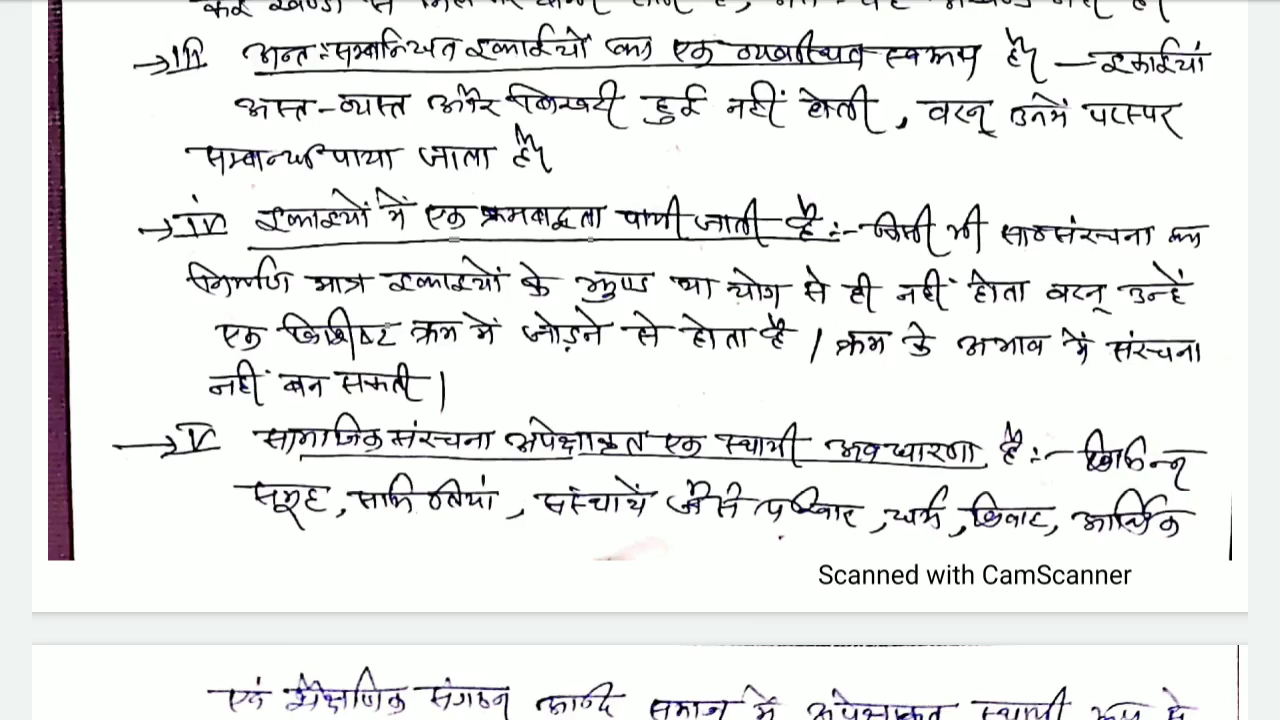 →III अन्तःसम्बन्धित इकाईयों का एक व्यवस्थित स्वरूप है — इकाईयां
अस्त-व्यस्त और बिखरी हुई नहीं होती, वरन् उनमें परस्पर
सम्बन्ध पाया जाता है
→IV इकाइयों में एक क्रमबद्धता पायी जाती है :- किसी भी सा० संरचना का
निर्माण मात्र इकाइयों के झुण्ड या योग से ही नहीं होता वरन् उन्हें
एक विशिष्ट क्रम में जोड़ने से होता है / क्रम के अभाव में संरचना
नहीं बन सकती |
→V सामाजिक संरचना अपेक्षाकृत एक स्थायी अवधारणा है :- विभिन्न
समूह, समितियां, संस्थायें जैसे परिवार, धर्म, विवाह, आर्थिक
Scanned with CamScanner
एवं शैक्षणिक संगठन आदि समाज में अपेक्षाकृत स्थायी रूप से